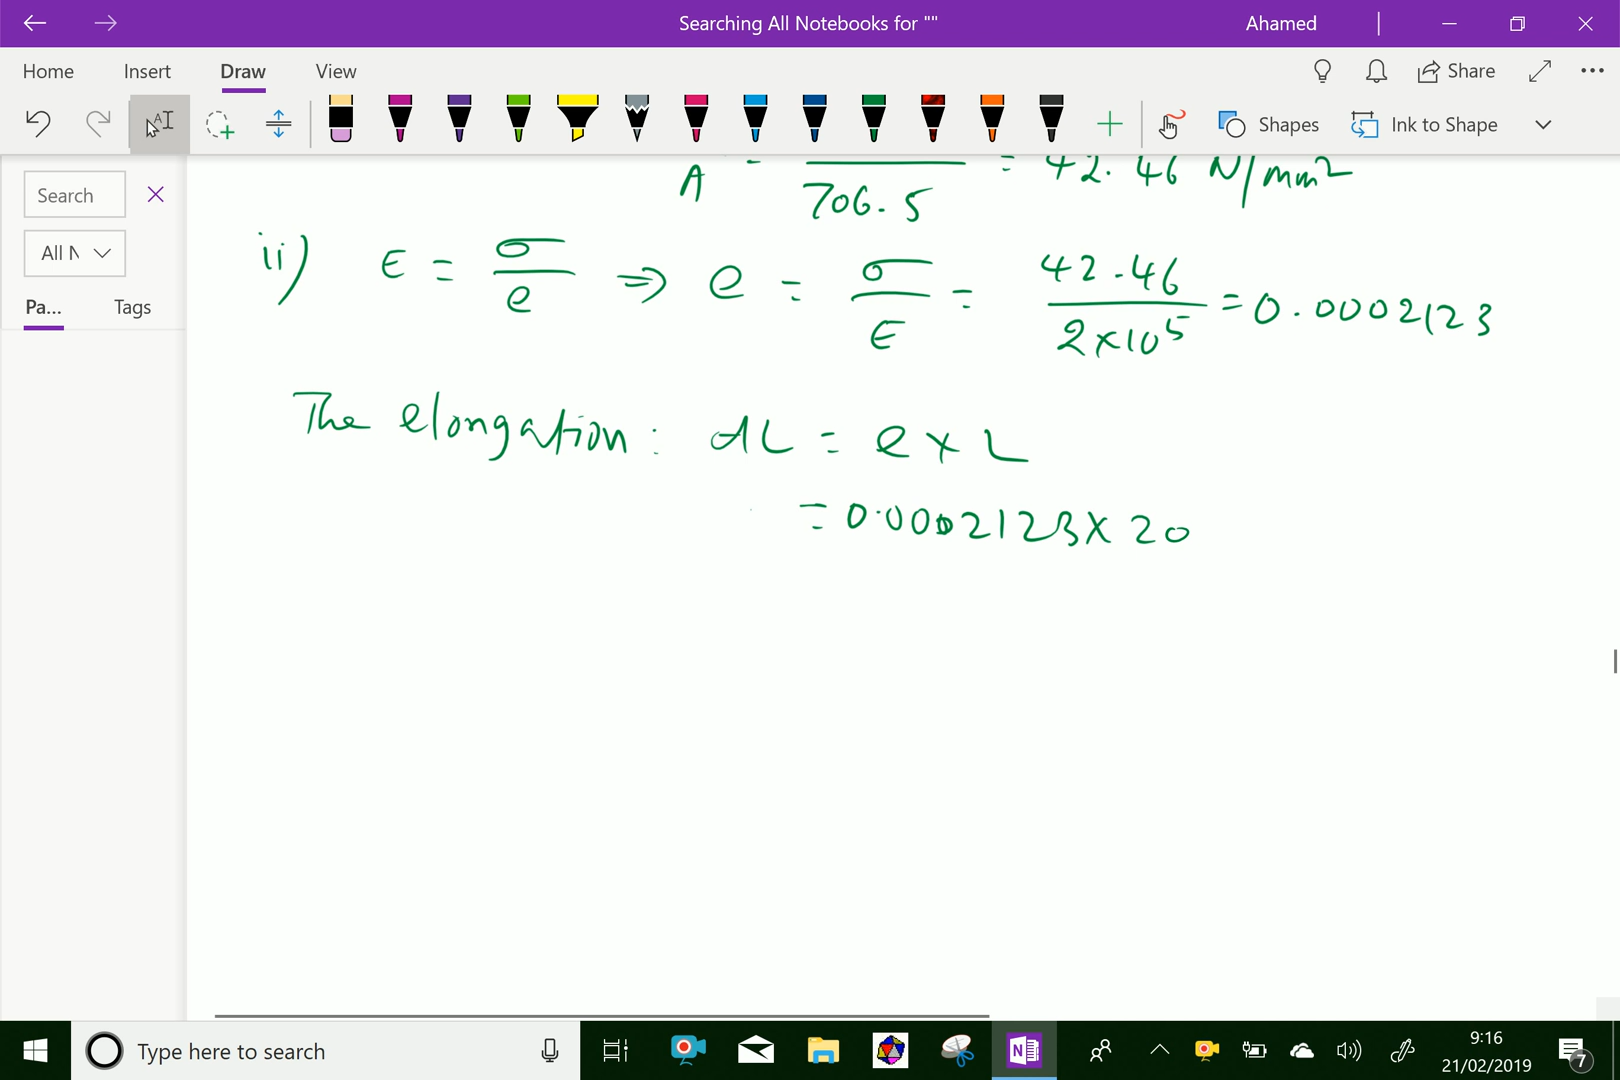 Searching All Notebooks for ""
Ahamed
Home Insert Draw View
Share
Shapes
Ink to Shape
Search
All N
Pa... Tags
A = 706.5 = 42.46 N/mm²
ii) E = σ/e ⇒ e = σ/E = 42.46/2×10⁵ = 0.0002123
The elongation: dL = e × L
= 0.0002123 × 20
Type here to search
9:16
21/02/2019
7